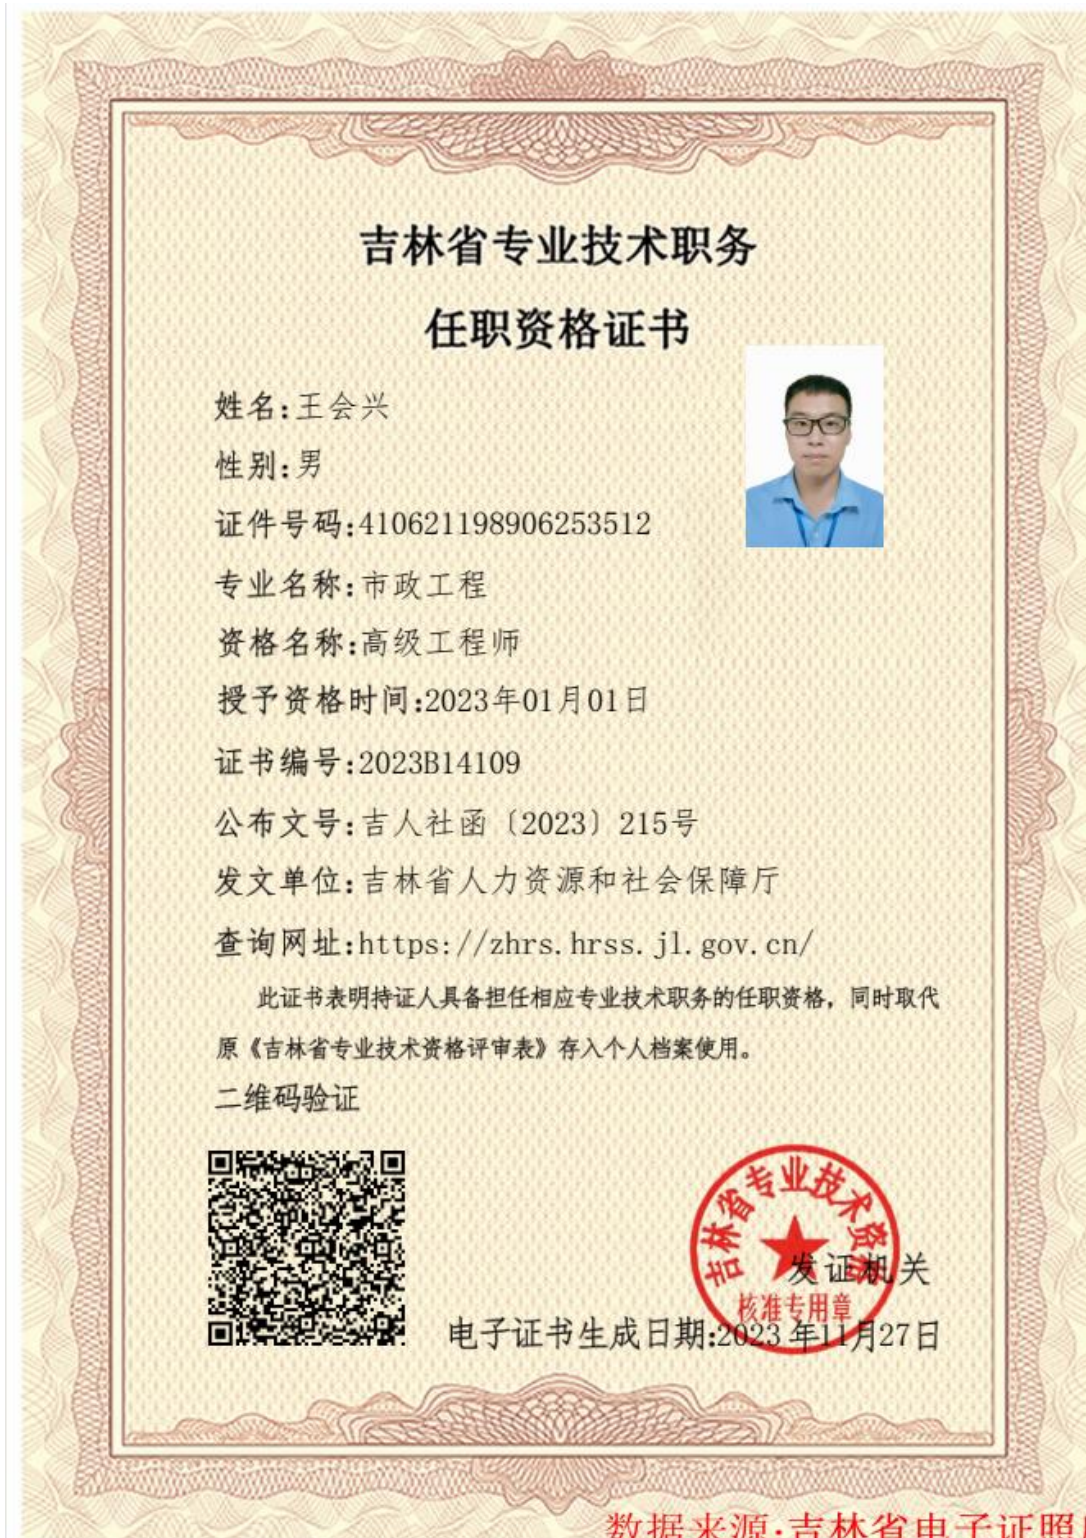 吉林省专业技术职务
任职资格证书
姓名:王会兴
性别:男
证件号码:410621198906253512
专业名称:市政工程
资格名称:高级工程师
授予资格时间:2023年01月01日
证书编号:2023B14109
公布文号:吉人社函〔2023〕215号
发文单位:吉林省人力资源和社会保障厅
查询网址:https://zhrs.hrss.jl.gov.cn/
此证书表明持证人具备担任相应专业技术职务的任职资格，同时取代
原《吉林省专业技术资格评审表》存入个人档案使用。
二维码验证
吉林省专业技术资格
核准专用章
发证机关
电子证书生成日期:2023年11月27日
数据来源:吉林省电子证照